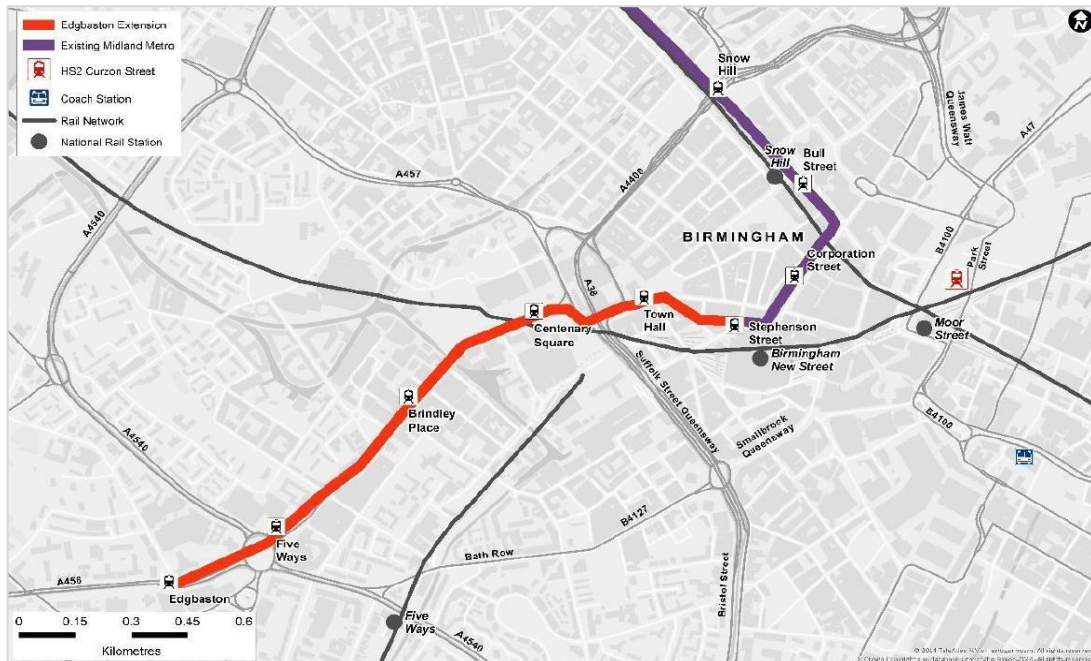 Edgbaston Extension
Existing Midland Metro
HS2 Curzon Street
Coach Station
Rail Network
National Rail Station
N
Snow
Hill
James Watt
Queensway
A47
Snow
Hill
Bull
Street
A4400
A457
A4540
BIRMINGHAM
B4100
Park
Street
Corporation
Street
A38
Town
Hall
Centenary
Square
Stephenson
Street
Moor
Street
Birmingham
New Street
Suffolk Street Queensway
Brindley
Place
Smallbrook
Queensway
B4100
A4540
B4127
Five
Ways
Bath Row
Bristol Street
A456
Edgbaston
Five
Ways
A4540
0 0.15 0.3 0.45 0.6
Kilometres